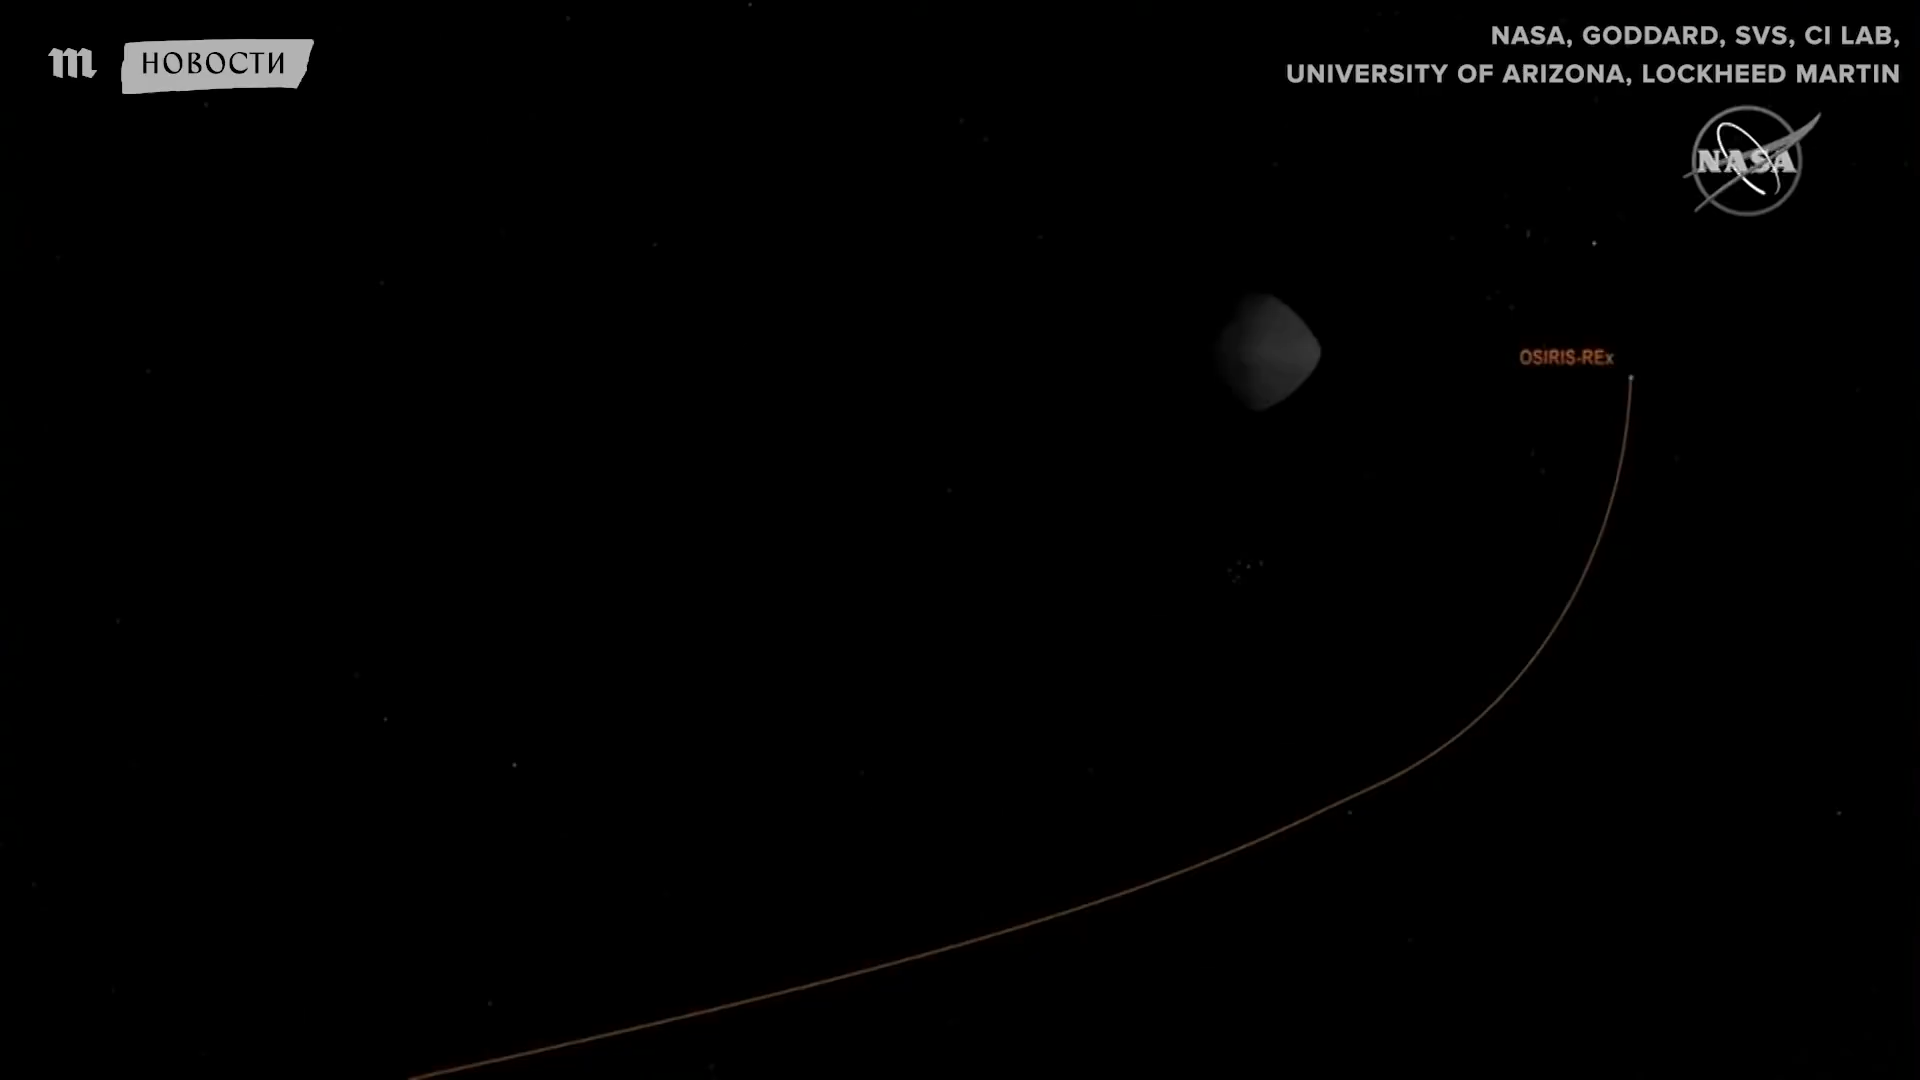 m НОВОСТИ
NASA, GODDARD, SVS, CI LAB,
UNIVERSITY OF ARIZONA, LOCKHEED MARTIN
NASA
OSIRIS-REx